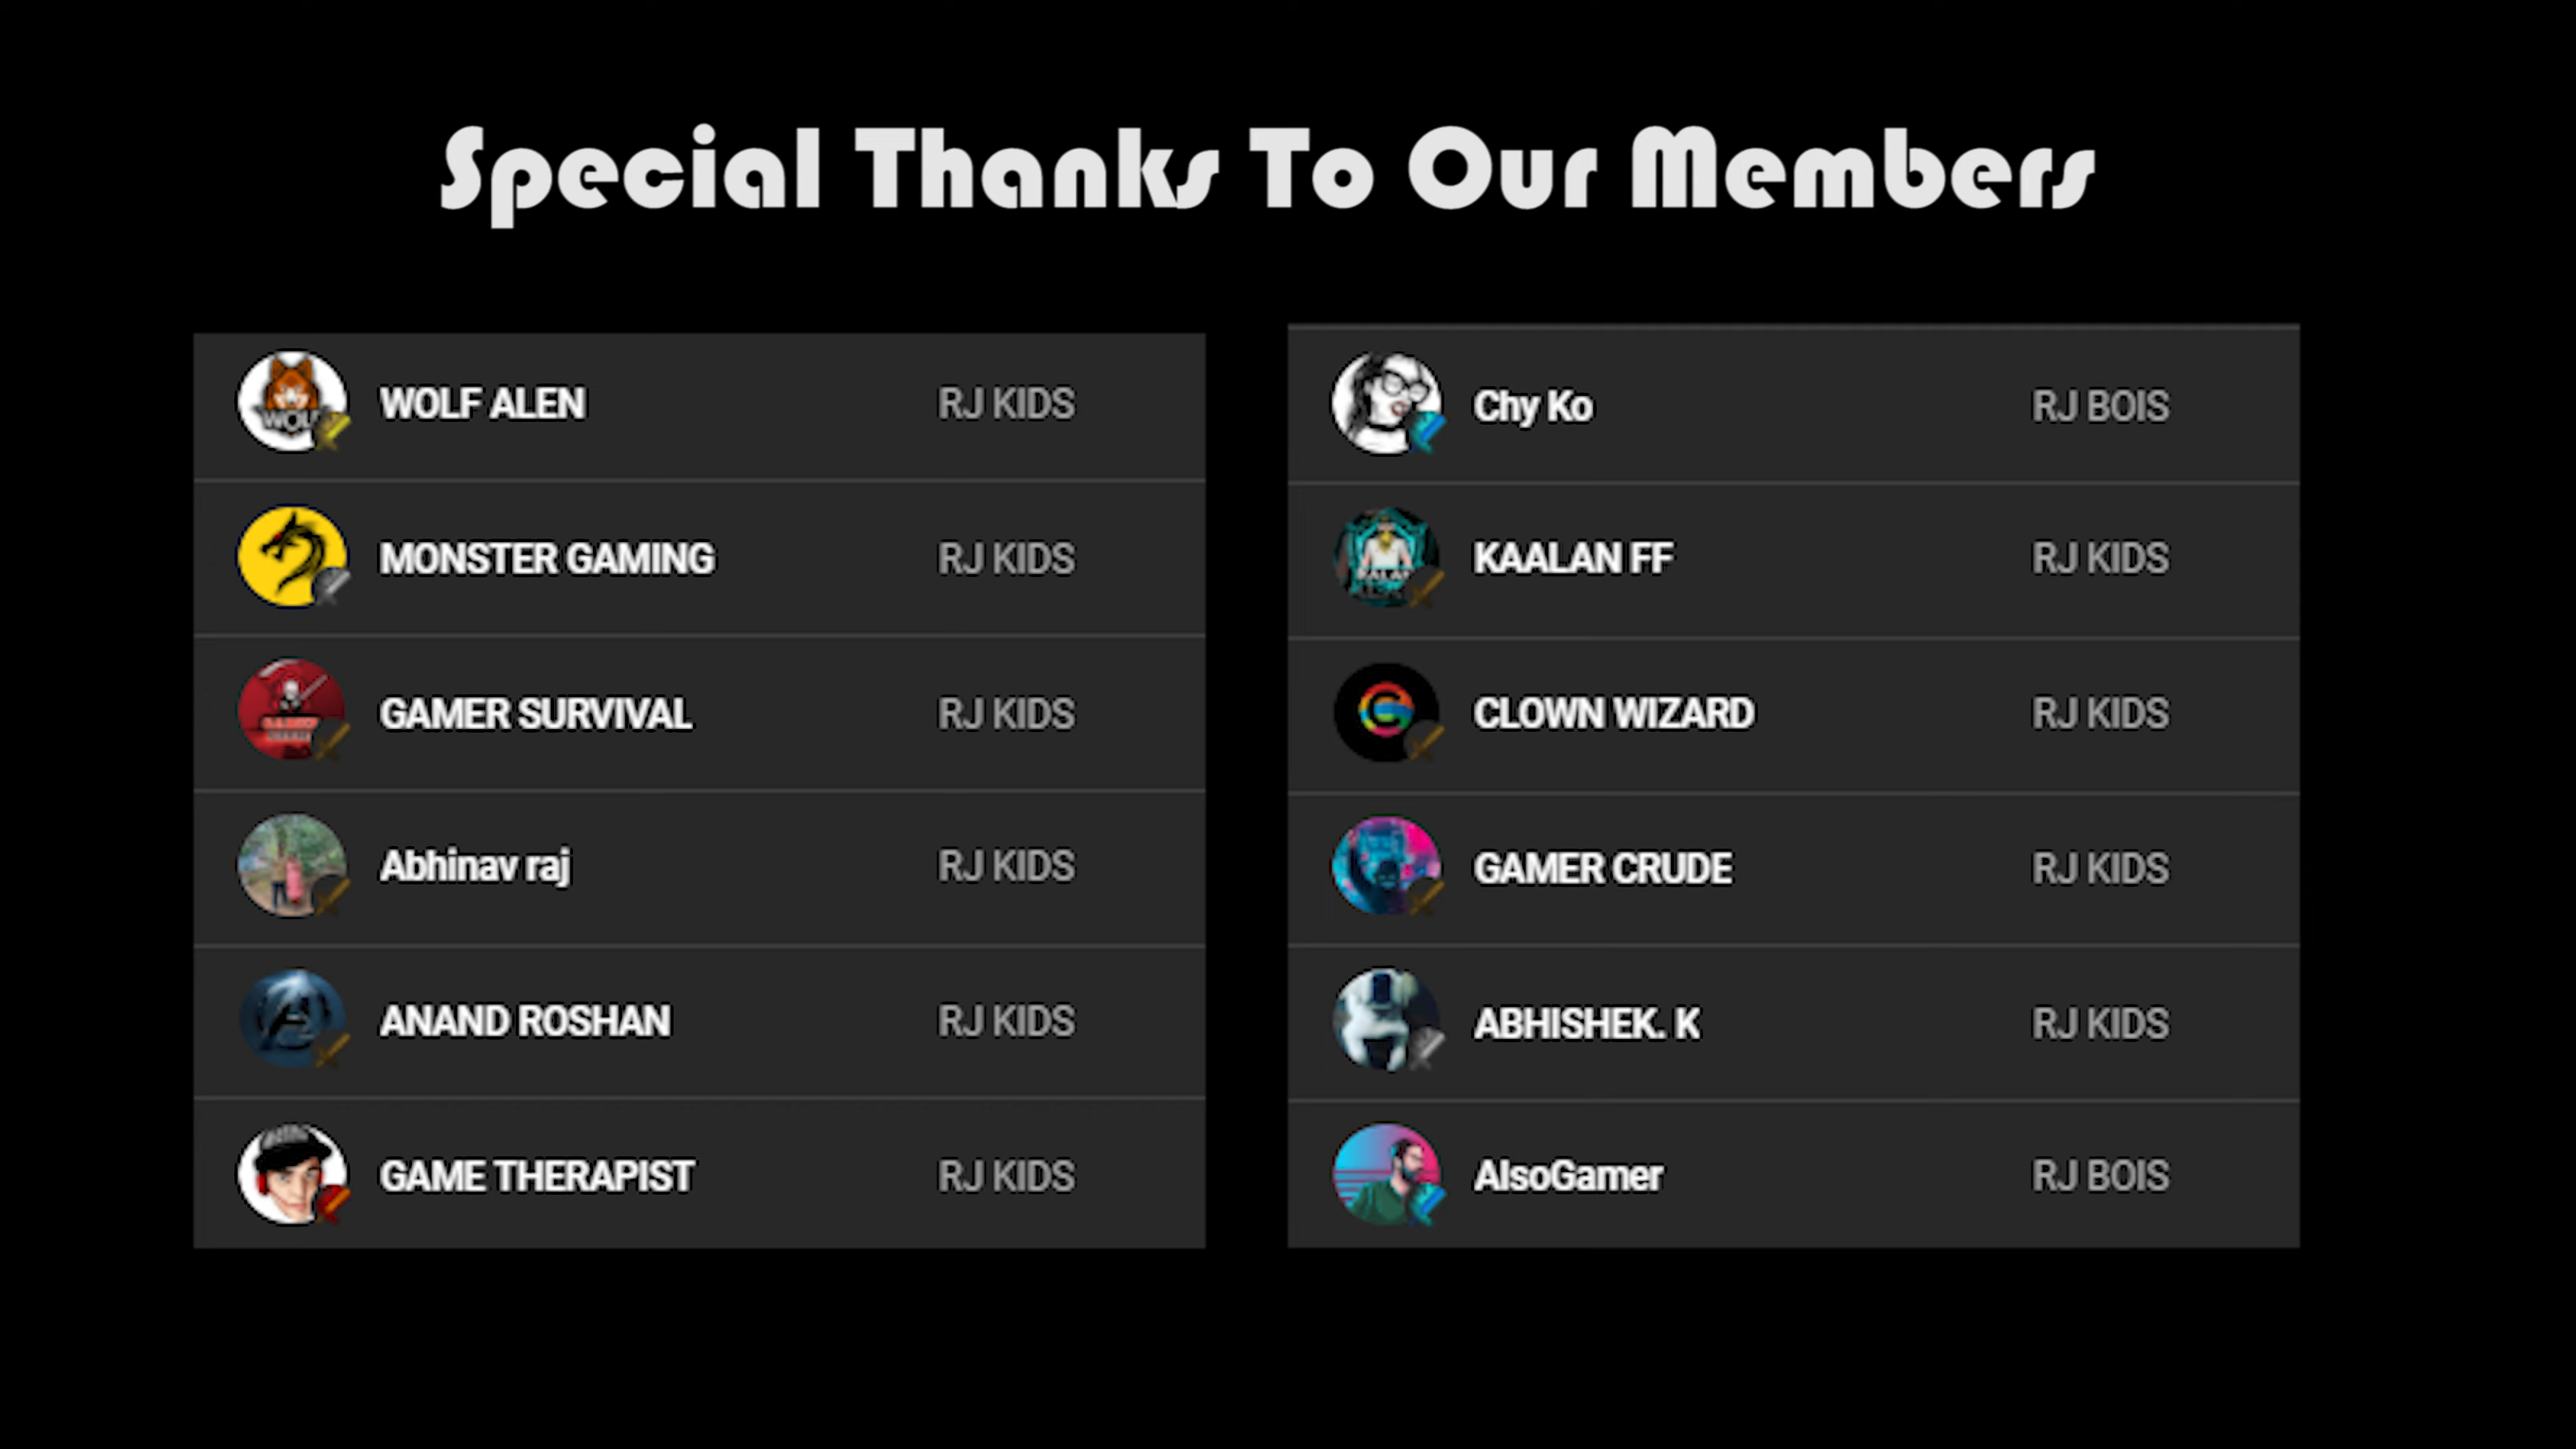 Special Thanks To Our Members
WOLF ALEN RJ KIDS
MONSTER GAMING RJ KIDS
GAMER SURVIVAL RJ KIDS
Abhinav raj RJ KIDS
ANAND ROSHAN RJ KIDS
GAME THERAPIST RJ KIDS
Chy Ko RJ BOIS
KAALAN FF RJ KIDS
CLOWN WIZARD RJ KIDS
GAMER CRUDE RJ KIDS
ABHISHEK. K RJ KIDS
AlsoGamer RJ BOIS